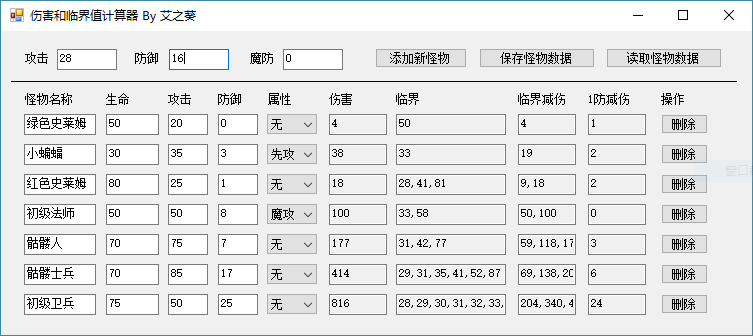 伤害和临界值计算器 By 艾之葵
攻击 28 防御 16 魔防 0 添加新怪物 保存怪物数据 读取怪物数据
怪物名称 生命 攻击 防御 属性 伤害 临界 临界减伤 1防减伤 操作
绿色史莱姆 50 20 0 无 4 50 4 1 删除
小蝙蝠 30 35 3 先攻 38 33 19 2 删除
红色史莱姆 80 25 1 无 18 28,41,81 9,18 2 删除
初级法师 50 50 8 魔攻 100 33,58 50,100 0 删除
骷髅人 70 75 7 无 177 31,42,77 59,118,17 3 删除
骷髅士兵 70 85 17 无 414 29,31,35,41,52,87 69,138,20 6 删除
初级卫兵 75 50 25 无 816 28,29,30,31,32,33, 204,340,4 24 删除